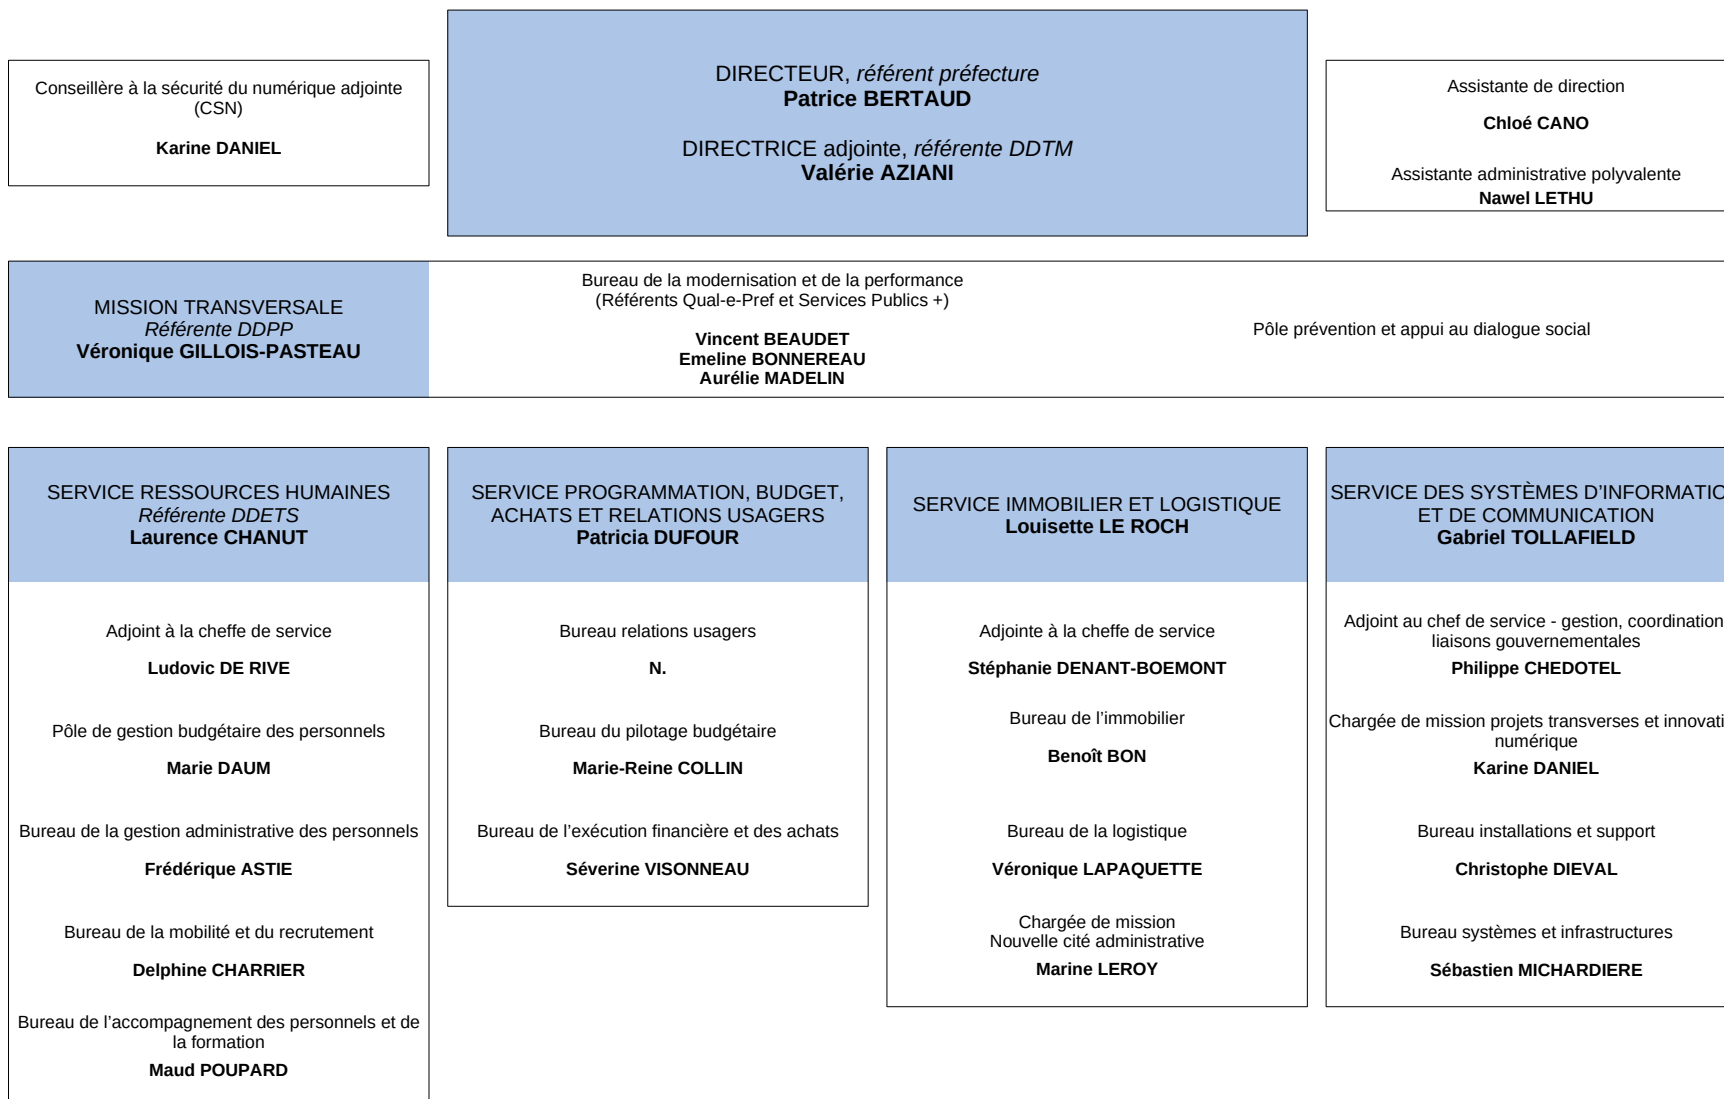 Conseillère à la sécurité du numérique adjointe
(CSN)
Karine DANIEL
DIRECTEUR, référent préfecture
Patrice BERTAUD
DIRECTRICE adjointe, référente DDTM
Valérie AZIANI
Assistante de direction
Chloé CANO
Assistante administrative polyvalente
Nawel LETHU
MISSION TRANSVERSALE
Référente DDPP
Véronique GILLOIS-PASTEAU
Bureau de la modernisation et de la performance
(Référents Qual-e-Pref et Services Publics +)
Vincent BEAUDET
Emeline BONNEREAU
Aurélie MADELIN
Pôle prévention et appui au dialogue social
SERVICE RESSOURCES HUMAINES
Référente DDETS
Laurence CHANUT
Adjoint à la cheffe de service
Ludovic DE RIVE
Pôle de gestion budgétaire des personnels
Marie DAUM
Bureau de la gestion administrative des personnels
Frédérique ASTIE
Bureau de la mobilité et du recrutement
Delphine CHARRIER
Bureau de l’accompagnement des personnels et de
la formation
Maud POUPARD
SERVICE PROGRAMMATION, BUDGET,
ACHATS ET RELATIONS USAGERS
Patricia DUFOUR
Bureau relations usagers
N.
Bureau du pilotage budgétaire
Marie-Reine COLLIN
Bureau de l’exécution financière et des achats
Séverine VISONNEAU
SERVICE IMMOBILIER ET LOGISTIQUE
Louisette LE ROCH
Adjointe à la cheffe de service
Stéphanie DENANT-BOEMONT
Bureau de l’immobilier
Benoît BON
Bureau de la logistique
Véronique LAPAQUETTE
Chargée de mission
Nouvelle cité administrative
Marine LEROY
SERVICE DES SYSTÈMES D’INFORMATIO
ET DE COMMUNICATION
Gabriel TOLLAFIELD
Adjoint au chef de service - gestion, coordination
liaisons gouvernementales
Philippe CHEDOTEL
Chargée de mission projets transverses et innovati
numérique
Karine DANIEL
Bureau installations et support
Christophe DIEVAL
Bureau systèmes et infrastructures
Sébastien MICHARDIERE